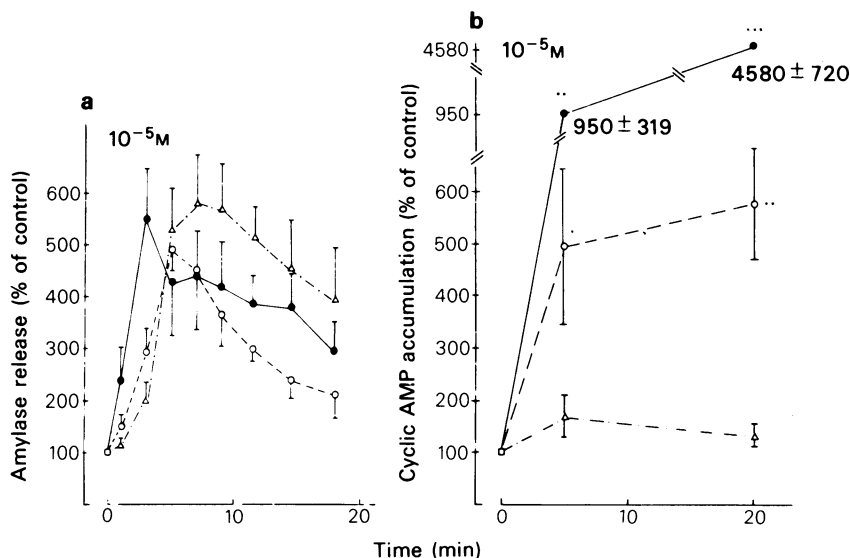 a
10⁻⁵M
Amylase release (% of control)
600
500
400
300
200
100
0
10
20
b
10⁻⁵M
Cyclic AMP accumulation (% of control)
4580
950
600
500
400
300
200
100
0
10
20
950 ± 319
4580 ± 720
Time (min)